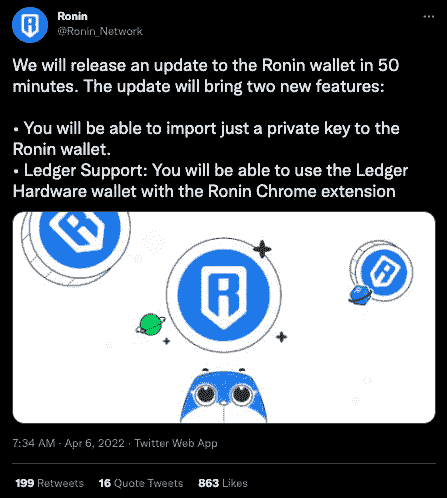 Ronin
@Ronin_Network
We will release an update to the Ronin wallet in 50
minutes. The update will bring two new features:
• You will be able to import just a private key to the
Ronin wallet.
• Ledger Support: You will be able to use the Ledger
Hardware wallet with the Ronin Chrome extension
7:34 AM · Apr 6, 2022 · Twitter Web App
199 Retweets 16 Quote Tweets 863 Likes